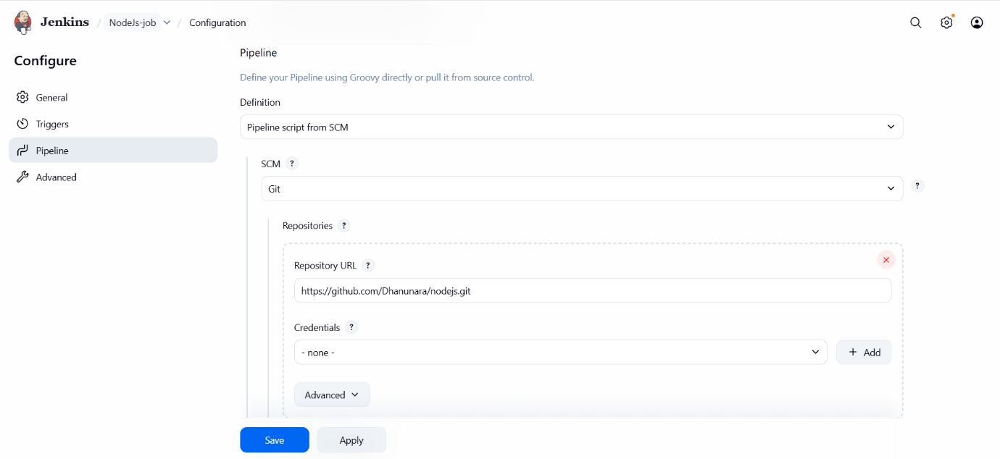 Jenkins / NodeJs-job / Configuration
Configure
General
Triggers
Pipeline
Advanced
Pipeline
Define your Pipeline using Groovy directly or pull it from source control.
Definition
Pipeline script from SCM
SCM ?
Git
?
Repositories ?
Repository URL ?
https://github.com/Dhanunara/nodejs.git
Credentials ?
- none -
+ Add
Advanced
Save Apply